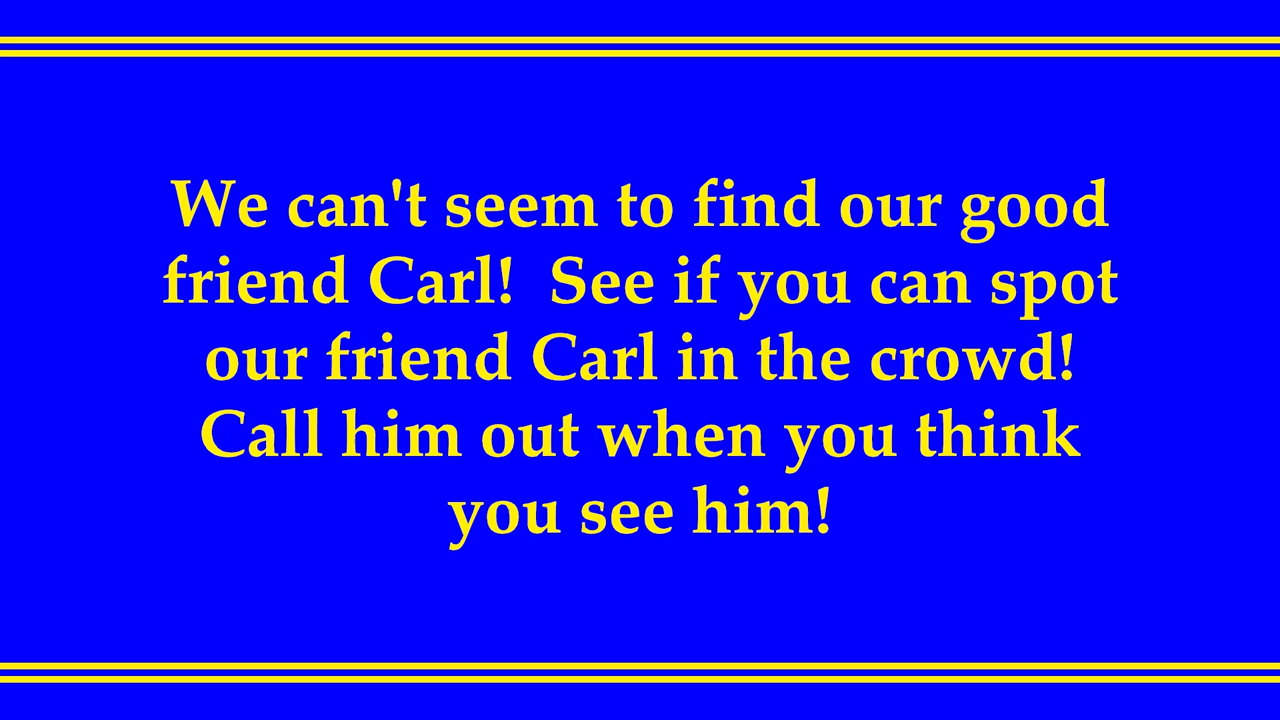 We can't seem to find our good
friend Carl!  See if you can spot
our friend Carl in the crowd!
Call him out when you think
you see him!